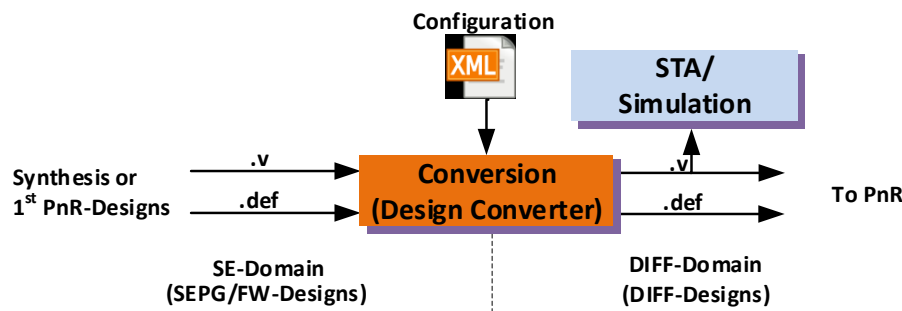 Configuration
XML
STA/
Simulation
Synthesis or
1st PnR-Designs
.v
.def
Conversion
(Design Converter)
.v
.def
To PnR
SE-Domain
(SEPG/FW-Designs)
DIFF-Domain
(DIFF-Designs)